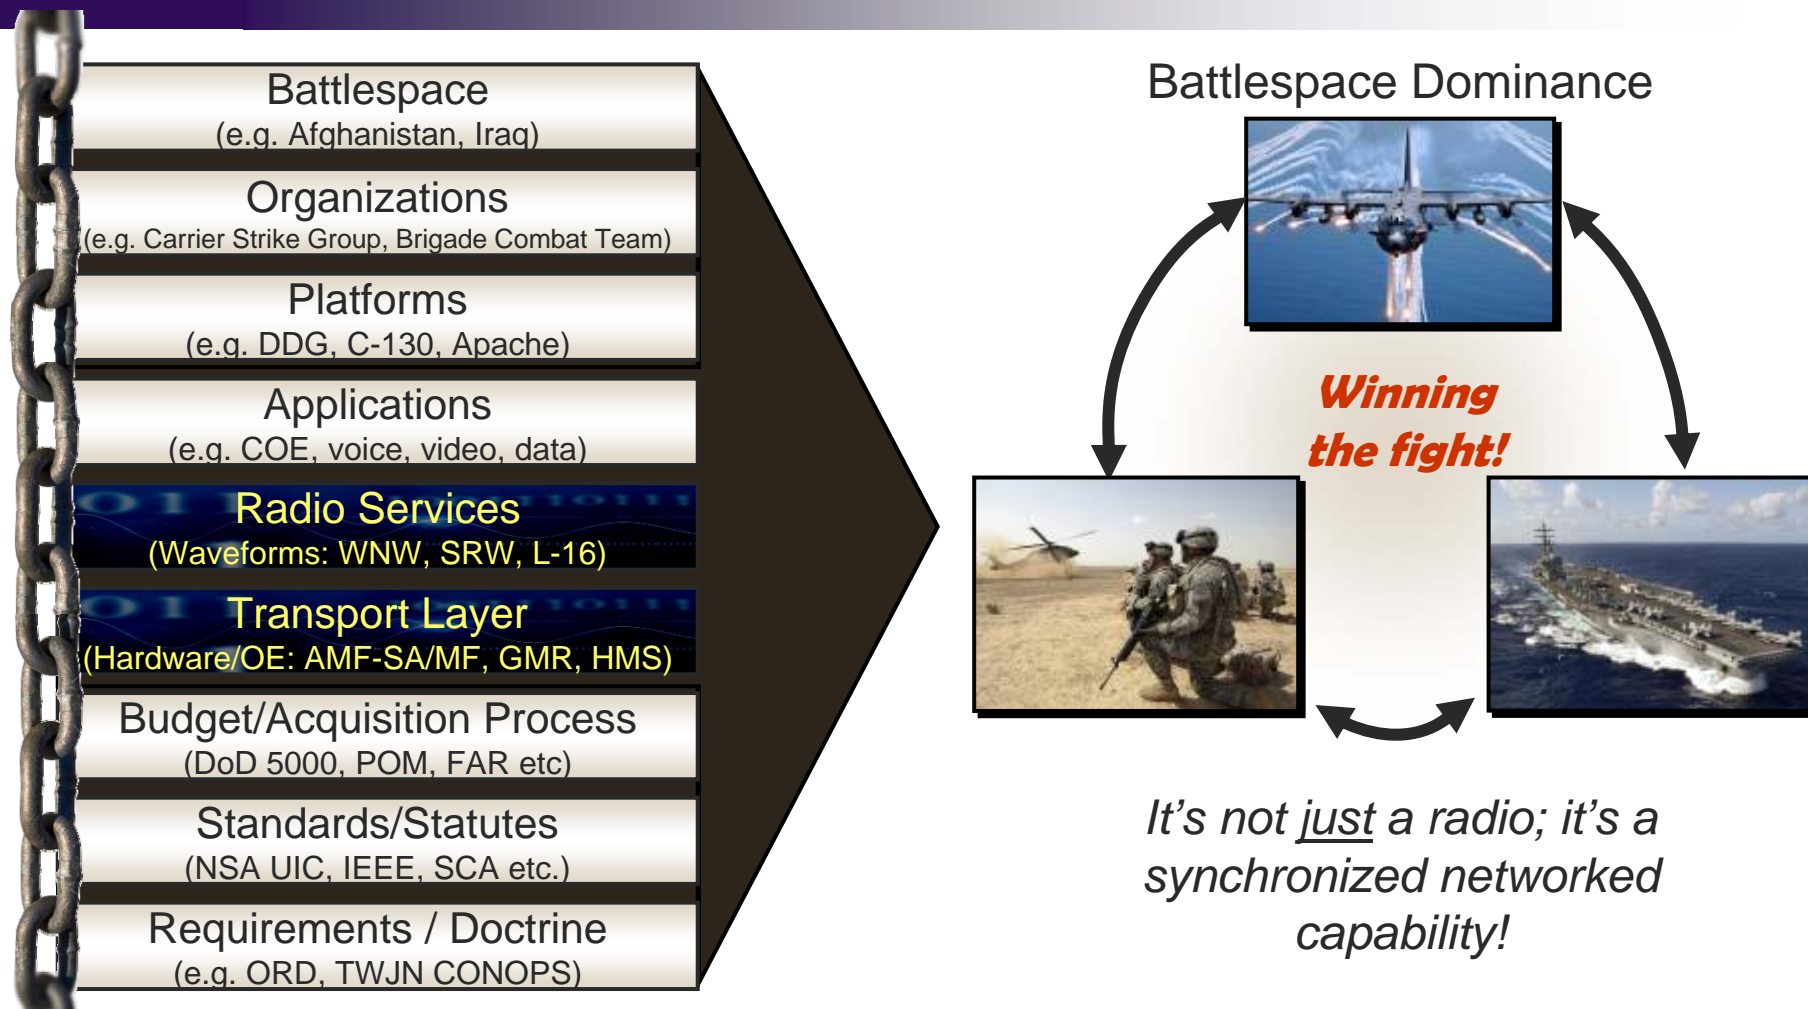 Battlespace
(e.g. Afghanistan, Iraq)
Organizations
(e.g. Carrier Strike Group, Brigade Combat Team)
Platforms
(e.g. DDG, C-130, Apache)
Applications
(e.g. COE, voice, video, data)
Radio Services
(Waveforms: WNW, SRW, L-16)
Transport Layer
(Hardware/OE: AMF-SA/MF, GMR, HMS)
Budget/Acquisition Process
(DoD 5000, POM, FAR etc)
Standards/Statutes
(NSA UIC, IEEE, SCA etc.)
Requirements / Doctrine
(e.g. ORD, TWJN CONOPS)
Battlespace Dominance
Winning
the fight!
It’s not just a radio; it’s a
synchronized networked
capability!